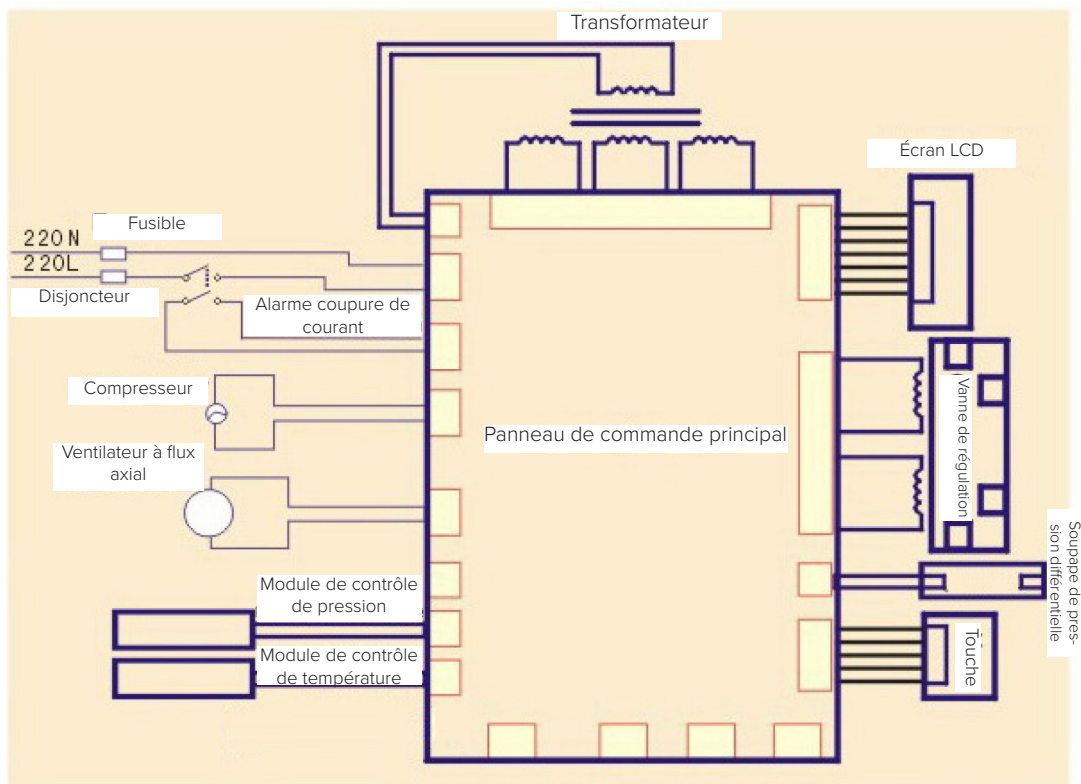 Transformateur
Écran LCD
Fusible
220N
220L
Disjoncteur
Alarme coupure de
courant
Compresseur
Ventilateur à flux
axial
Panneau de commande principal
Vanne de régulation
Soupape de pres-
sion différentielle
Module de contrôle
de pression
Module de contrôle
de température
Touche